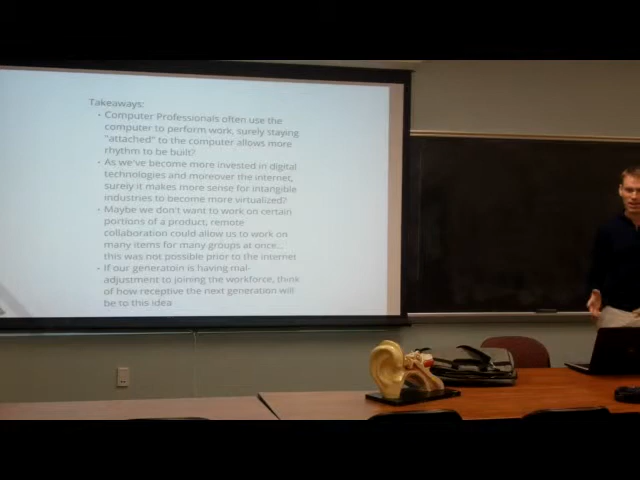 Takeaways:
• Computer Professionals often use the
computer to perform work, surely staying
"attached" to the computer allows more
rhythm to be built?
• As we've become more invested in digital
technologies and moreover the internet,
surely it makes more sense for intangible
industries to become more virtualized?
• Maybe we don't want to work on certain
portions of a product, remote
collaboration could allow us to work on
many items for many groups at once...
this was not possible prior to the internet
• If our generatoin is having mal-
adjustment to joining the workforce, think
of how receptive the next generation will
be to this idea